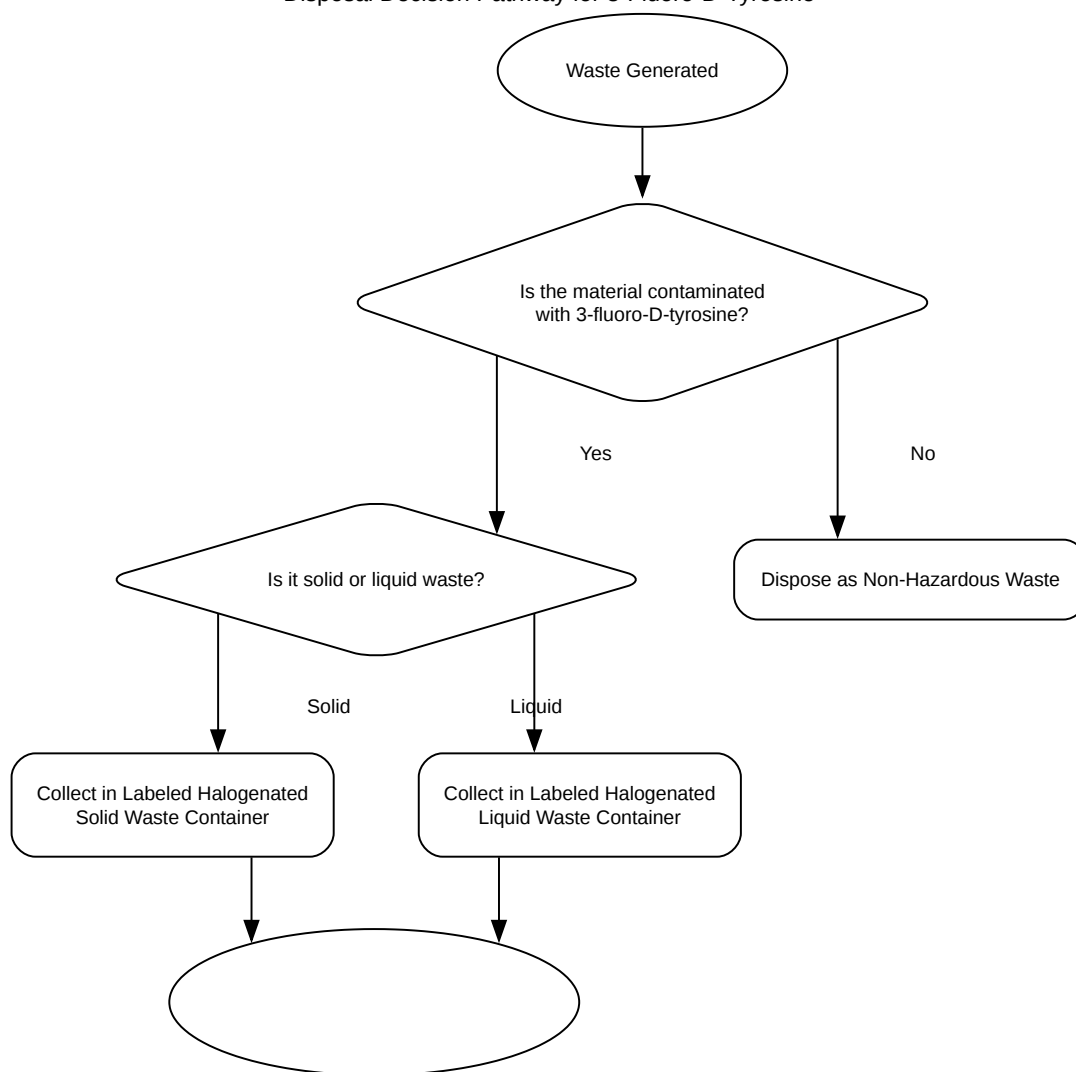 Disposal Decision Pathway for 3-Fluoro-D-Tyrosine
Waste Generated
Is the material contaminated
with 3-fluoro-D-tyrosine?
Yes
No
Is it solid or liquid waste?
Dispose as Non-Hazardous Waste
Solid
Liquid
Collect in Labeled Halogenated
Solid Waste Container
Collect in Labeled Halogenated
Liquid Waste Container